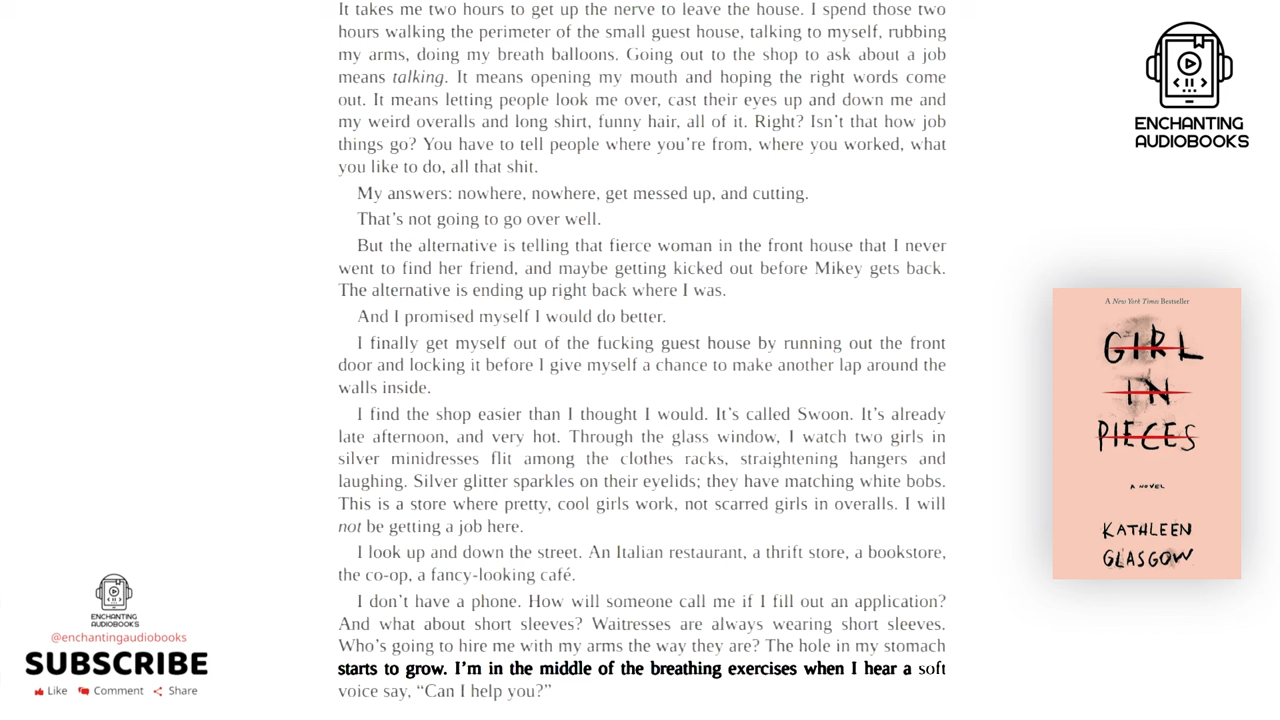 It takes me two hours to get up the nerve to leave the house. I spend those two
hours walking the perimeter of the small guest house, talking to myself, rubbing
my arms, doing my breath balloons. Going out to the shop to ask about a job
means talking. It means opening my mouth and hoping the right words come
out. It means letting people look me over, cast their eyes up and down me and
my weird overalls and long shirt, funny hair, all of it. Right? Isn’t that how job
things go? You have to tell people where you’re from, where you worked, what
you like to do, all that shit.
My answers: nowhere, nowhere, get messed up, and cutting.
That’s not going to go over well.
But the alternative is telling that fierce woman in the front house that I never
went to find her friend, and maybe getting kicked out before Mikey gets back.
The alternative is ending up right back where I was.
And I promised myself I would do better.
I finally get myself out of the fucking guest house by running out the front
door and locking it before I give myself a chance to make another lap around the
walls inside.
I find the shop easier than I thought I would. It’s called Swoon. It’s already
late afternoon, and very hot. Through the glass window, I watch two girls in
silver minidresses flit among the clothes racks, straightening hangers and
laughing. Silver glitter sparkles on their eyelids; they have matching white bobs.
This is a store where pretty, cool girls work, not scarred girls in overalls. I will
not be getting a job here.
I look up and down the street. An Italian restaurant, a thrift store, a bookstore,
the co-op, a fancy-looking café.
I don’t have a phone. How will someone call me if I fill out an application?
And what about short sleeves? Waitresses are always wearing short sleeves.
Who’s going to hire me with my arms the way they are? The hole in my stomach
starts to grow. I’m in the middle of the breathing exercises when I hear a soft
voice say, “Can I help you?”
ENCHANTING
AUDIOBOOKS
A New York Times Bestseller
GIRL
IN
PIECES
A NOVEL
KATHLEEN
GLASGOW
ENCHANTING
AUDIOBOOKS
@enchantingaudiobooks
SUBSCRIBE
Like Comment Share